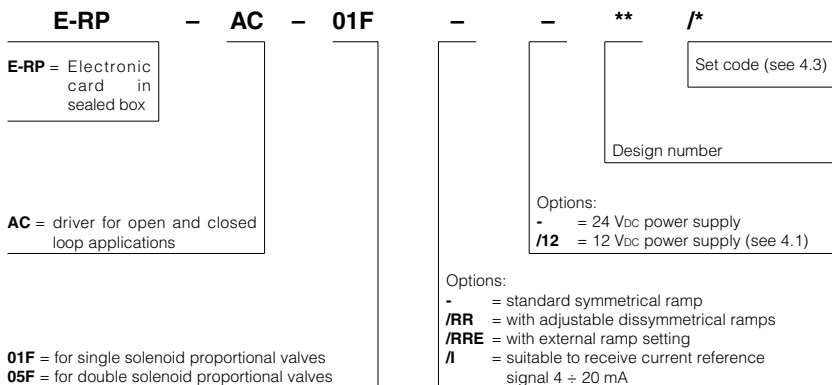 E-RP – AC – 01F – – ** /*
E-RP = Electronic
card in
sealed box
Set code (see 4.3)
Design number
AC = driver for open and closed
loop applications
Options:
- = 24 VDC power supply
/12 = 12 VDC power supply (see 4.1)
Options:
- = standard symmetrical ramp
/RR = with adjustable dissymmetrical ramps
/RRE = with external ramp setting
/I = suitable to receive current reference
signal 4 ÷ 20 mA
01F = for single solenoid proportional valves
05F = for double solenoid proportional valves